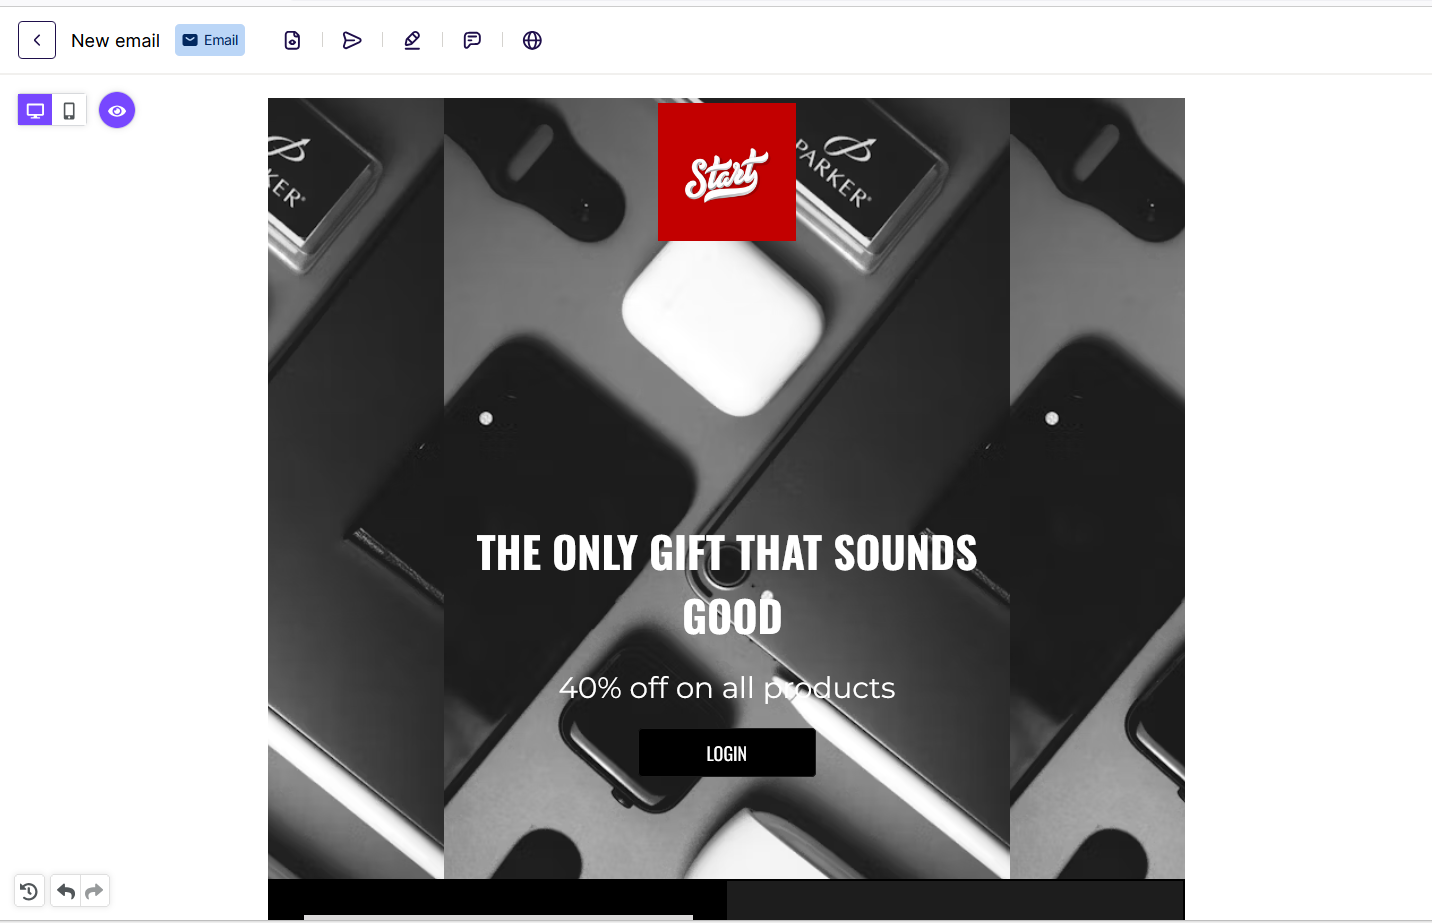 New email
Email
KER®
Start
PARKER®
THE ONLY GIFT THAT SOUNDS
GOOD
40% off on all products
LOGIN